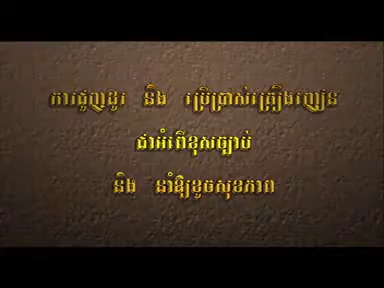 ការជួញដូរ និង ប្រើប្រាស់គ្រឿងញៀន
ជាអំពើខុសច្បាប់
និង នាំឱ្យខូចសុខភាព